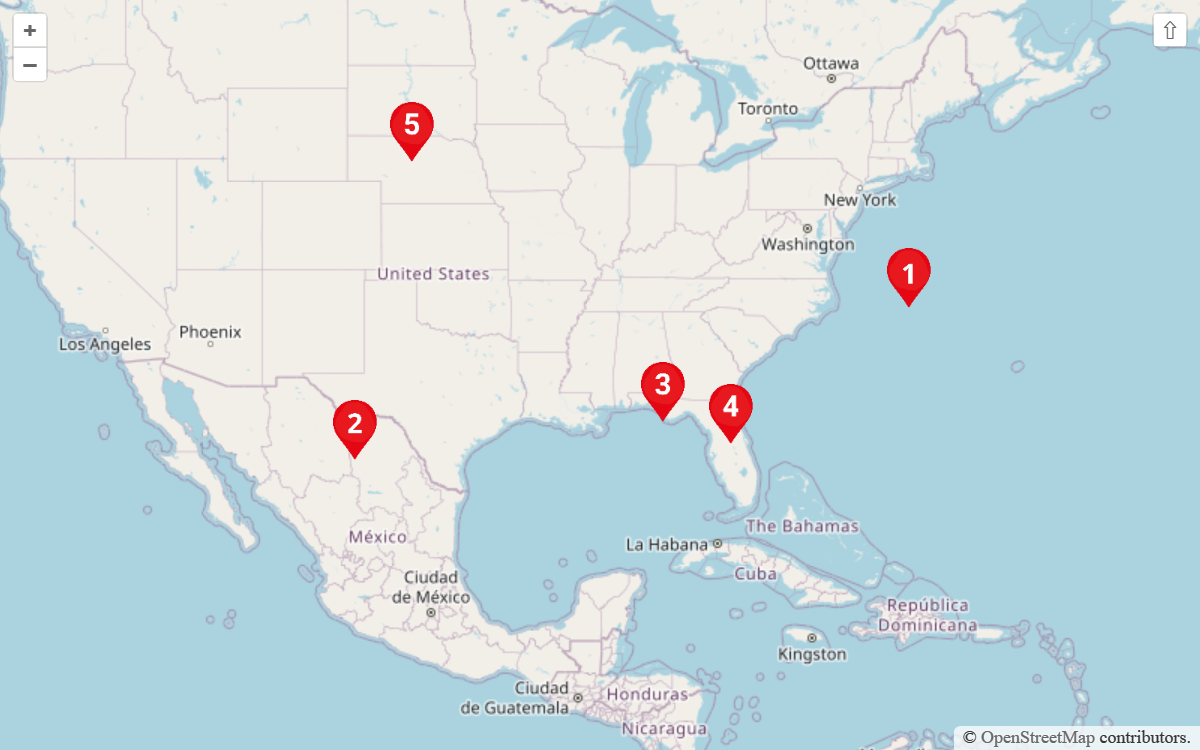 +
−
⇧
Ottawa
Toronto
5
New York
Washington
United States
1
Phoenix
Los Angeles
3
4
2
The Bahamas
México
La Habana
Cuba
Ciudad
de México
República
Dominicana
Kingston
Ciudad
de Guatemala
Honduras
Nicaragua
© OpenStreetMap contributors.